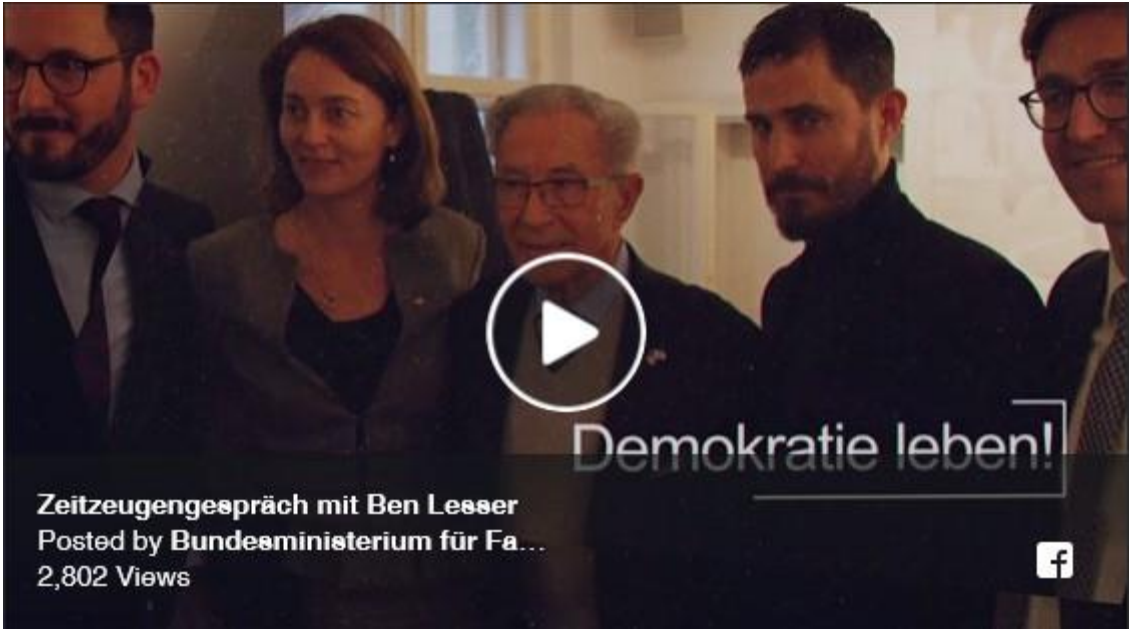 Demokratie leben!
Zeitzeugengespräch mit Ben Lesser
Posted by Bundesministerium für Fa...
2,802 Views